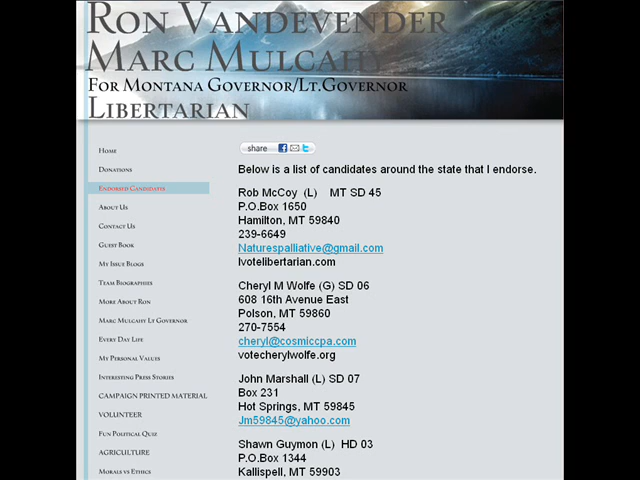 Ron Vandevender
Marc Mulcahy
For Montana Governor/Lt.Governor
Libertarian
share
Home
Donations
Endorsed Candidates
About Us
Contact Us
Guest Book
My Issue Blogs
Team Biographies
More About Ron
Marc Mulcahy Lt Governor
Every Day Life
My Personal Values
Interesting Press Stories
CAMPAIGN PRINTED MATERIAL
VOLUNTEER
Fun Political Quiz
AGRICULTURE
Morals vs Ethics
Below is a list of candidates around the state that I endorse.
Rob McCoy (L) MT SD 45
P.O.Box 1650
Hamilton, MT 59840
239-6649
Naturespalliative@gmail.com
Ivotelibertarian.com
Cheryl M Wolfe (G) SD 06
608 16th Avenue East
Polson, MT 59860
270-7554
cheryl@cosmiccpa.com
votecherylwolfe.org
John Marshall (L) SD 07
Box 231
Hot Springs, MT 59845
Jm59845@yahoo.com
Shawn Guymon (L) HD 03
P.O.Box 1344
Kallispell, MT 59903